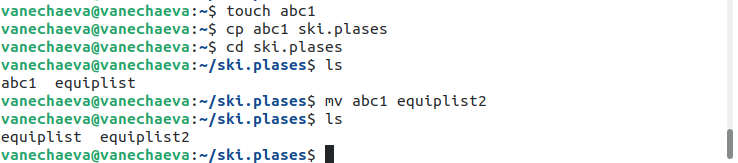 vanechaeva@vanechaeva:~$ touch abc1
vanechaeva@vanechaeva:~$ cp abc1 ski.plases
vanechaeva@vanechaeva:~$ cd ski.plases
vanechaeva@vanechaeva:~/ski.plases$ ls
abc1  equiplist
vanechaeva@vanechaeva:~/ski.plases$ mv abc1 equiplist2
vanechaeva@vanechaeva:~/ski.plases$ ls
equiplist  equiplist2
vanechaeva@vanechaeva:~/ski.plases$